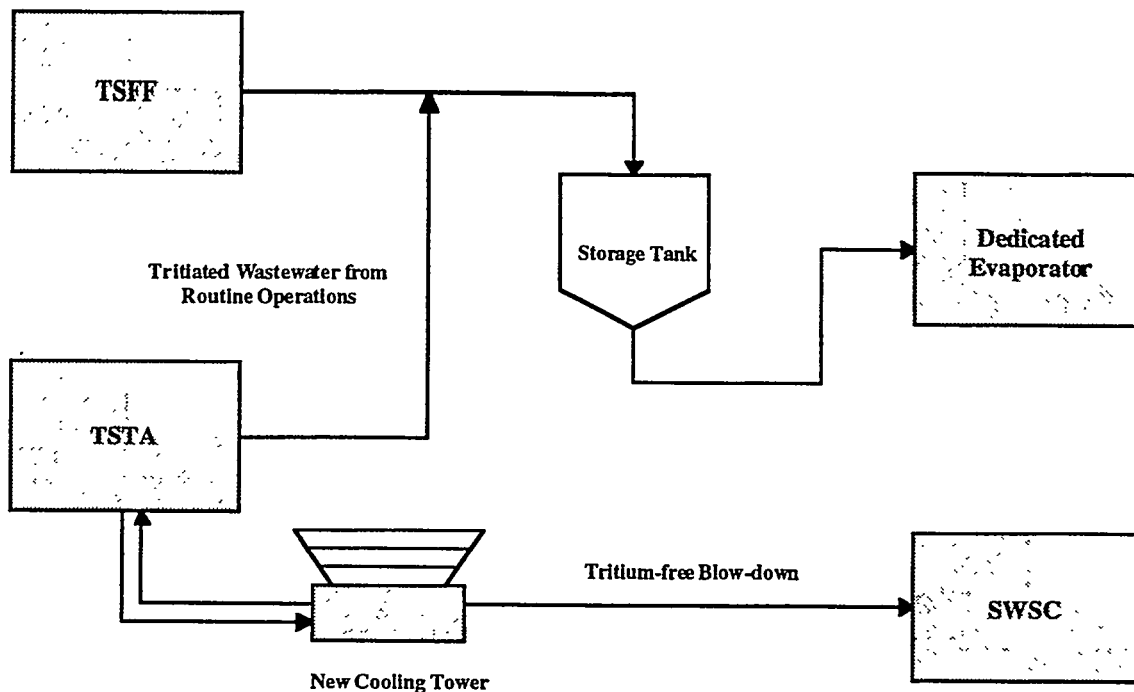 TSFF
Storage Tank
Dedicated
Evaporator
Tritiated Wastewater from
Routine Operations
TSTA
Tritium-free Blow-down
SWSC
New Cooling Tower